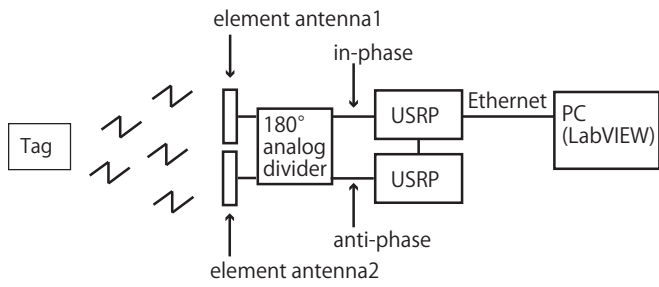 element antenna1
in-phase
Tag
180°
analog
divider
USRP
Ethernet
PC
(LabVIEW)
USRP
anti-phase
element antenna2